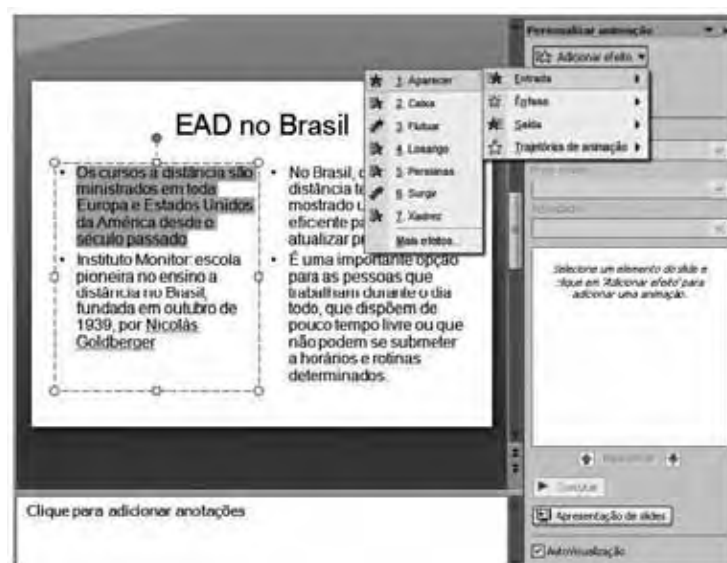 Personalizar animação
Adicionar efeito
Entrada
Ênfase
Saída
Trajetórias de animação
1. Aparecer
2. Caixa
3. Flutuar
4. Losango
5. Persianas
6. Surgir
7. Xadrez
Mais efeitos...
EAD no Brasil
• Os cursos à distância são
ministrados em toda
Europa e Estados Unidos
da América desde o
século passado
• Instituto Monitor: escola
pioneira no ensino a
distância no Brasil,
fundada em outubro de
1939, por Nicolás
Goldberger
• No Brasil,
distância
mostrado
eficiente
atualizar
• É uma importante opção
para as pessoas que
trabalham durante o dia
todo, que dispõem de
pouco tempo livre ou que
não podem se submeter
a horários e rotinas
determinados.
Selecione um elemento do slide e
clique em 'Adicionar efeito' para
adicionar uma animação.
Executar
Apresentação de slides
AutoVisualização
Clique para adicionar anotações